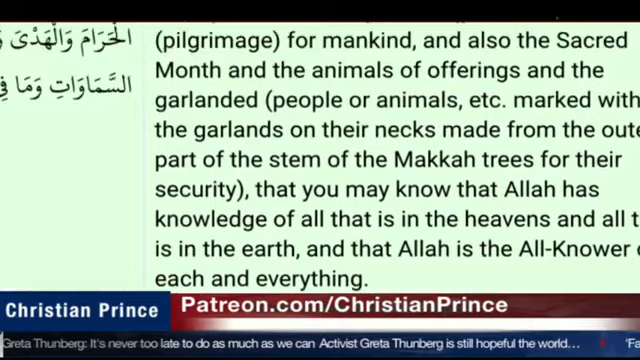 الْحَرَامَ وَالْهَدْىَ
السَّمَاوَاتِ وَمَا فِي
(pilgrimage) for mankind, and also the Sacred
Month and the animals of offerings and the
garlanded (people or animals, etc. marked with
the garlands on their necks made from the oute
part of the stem of the Makkah trees for their
security), that you may know that Allah has
knowledge of all that is in the heavens and all t
is in the earth, and that Allah is the All-Knower
each and everything.
Christian Prince
Patreon.com/ChristianPrince
Greta Thunberg: It's never too late to do as much as we can Activist Greta Thunberg is still hopeful the world... 'Fa